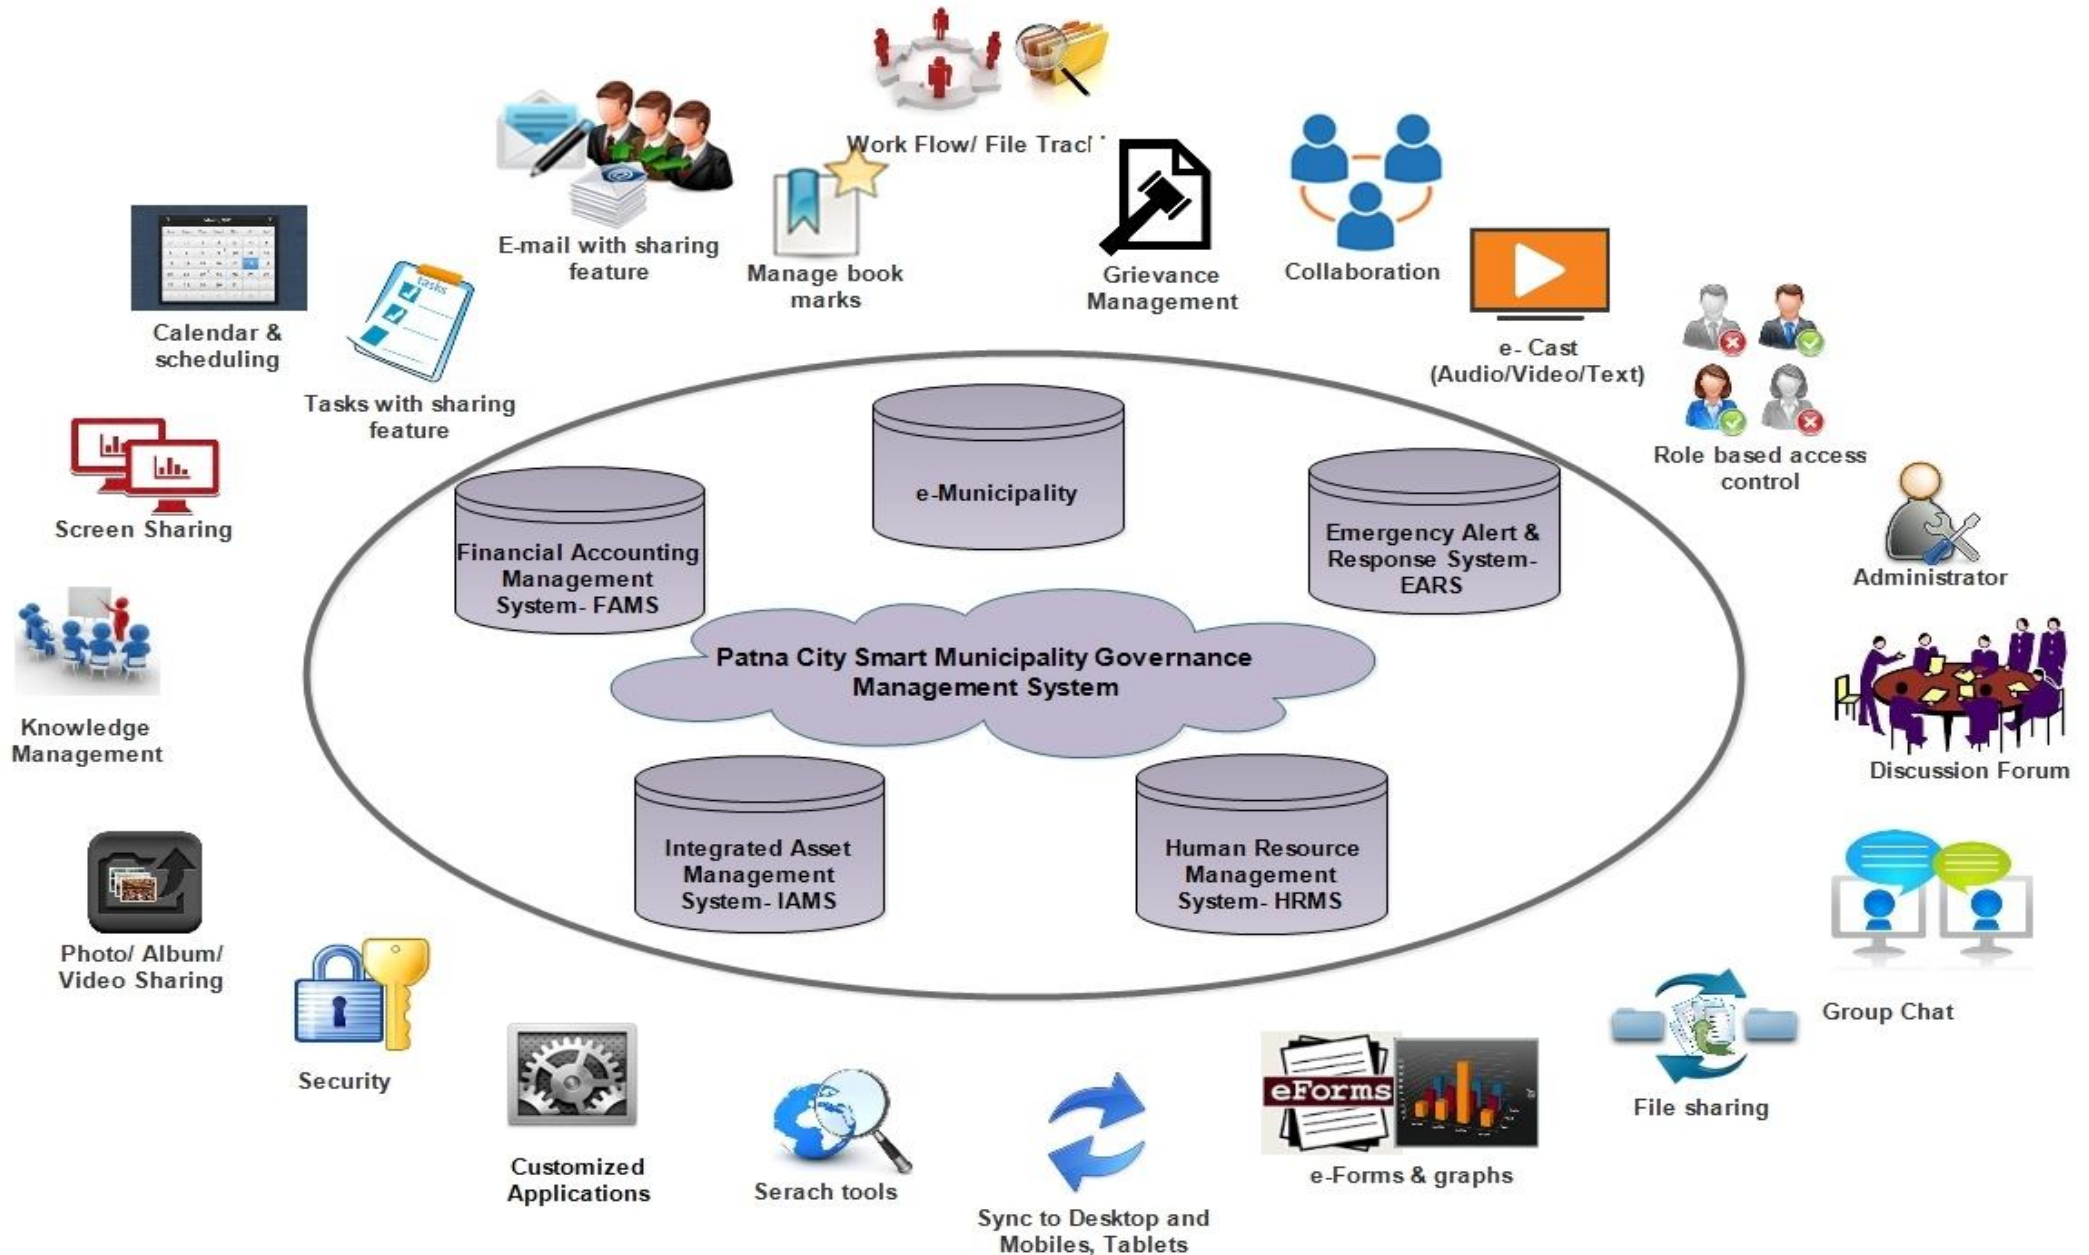 Work Flow/ File Trac
E-mail with sharing
feature
Manage book
marks
Grievance
Management
Collaboration
Calendar &
scheduling
tasks
Tasks with sharing
feature
e- Cast
(Audio/Video/Text)
Role based access
control
Screen Sharing
Administrator
Knowledge
Management
Discussion Forum
e-Municipality
Financial Accounting
Management
System- FAMS
Emergency Alert &
Response System-
EARS
Patna City Smart Municipality Governance
Management System
Integrated Asset
Management
System- IAMS
Human Resource
Management
System- HRMS
Photo/ Album/
Video Sharing
Group Chat
Security
File sharing
Customized
Applications
Serach tools
Sync to Desktop and
Mobiles, Tablets
eForms
e-Forms & graphs